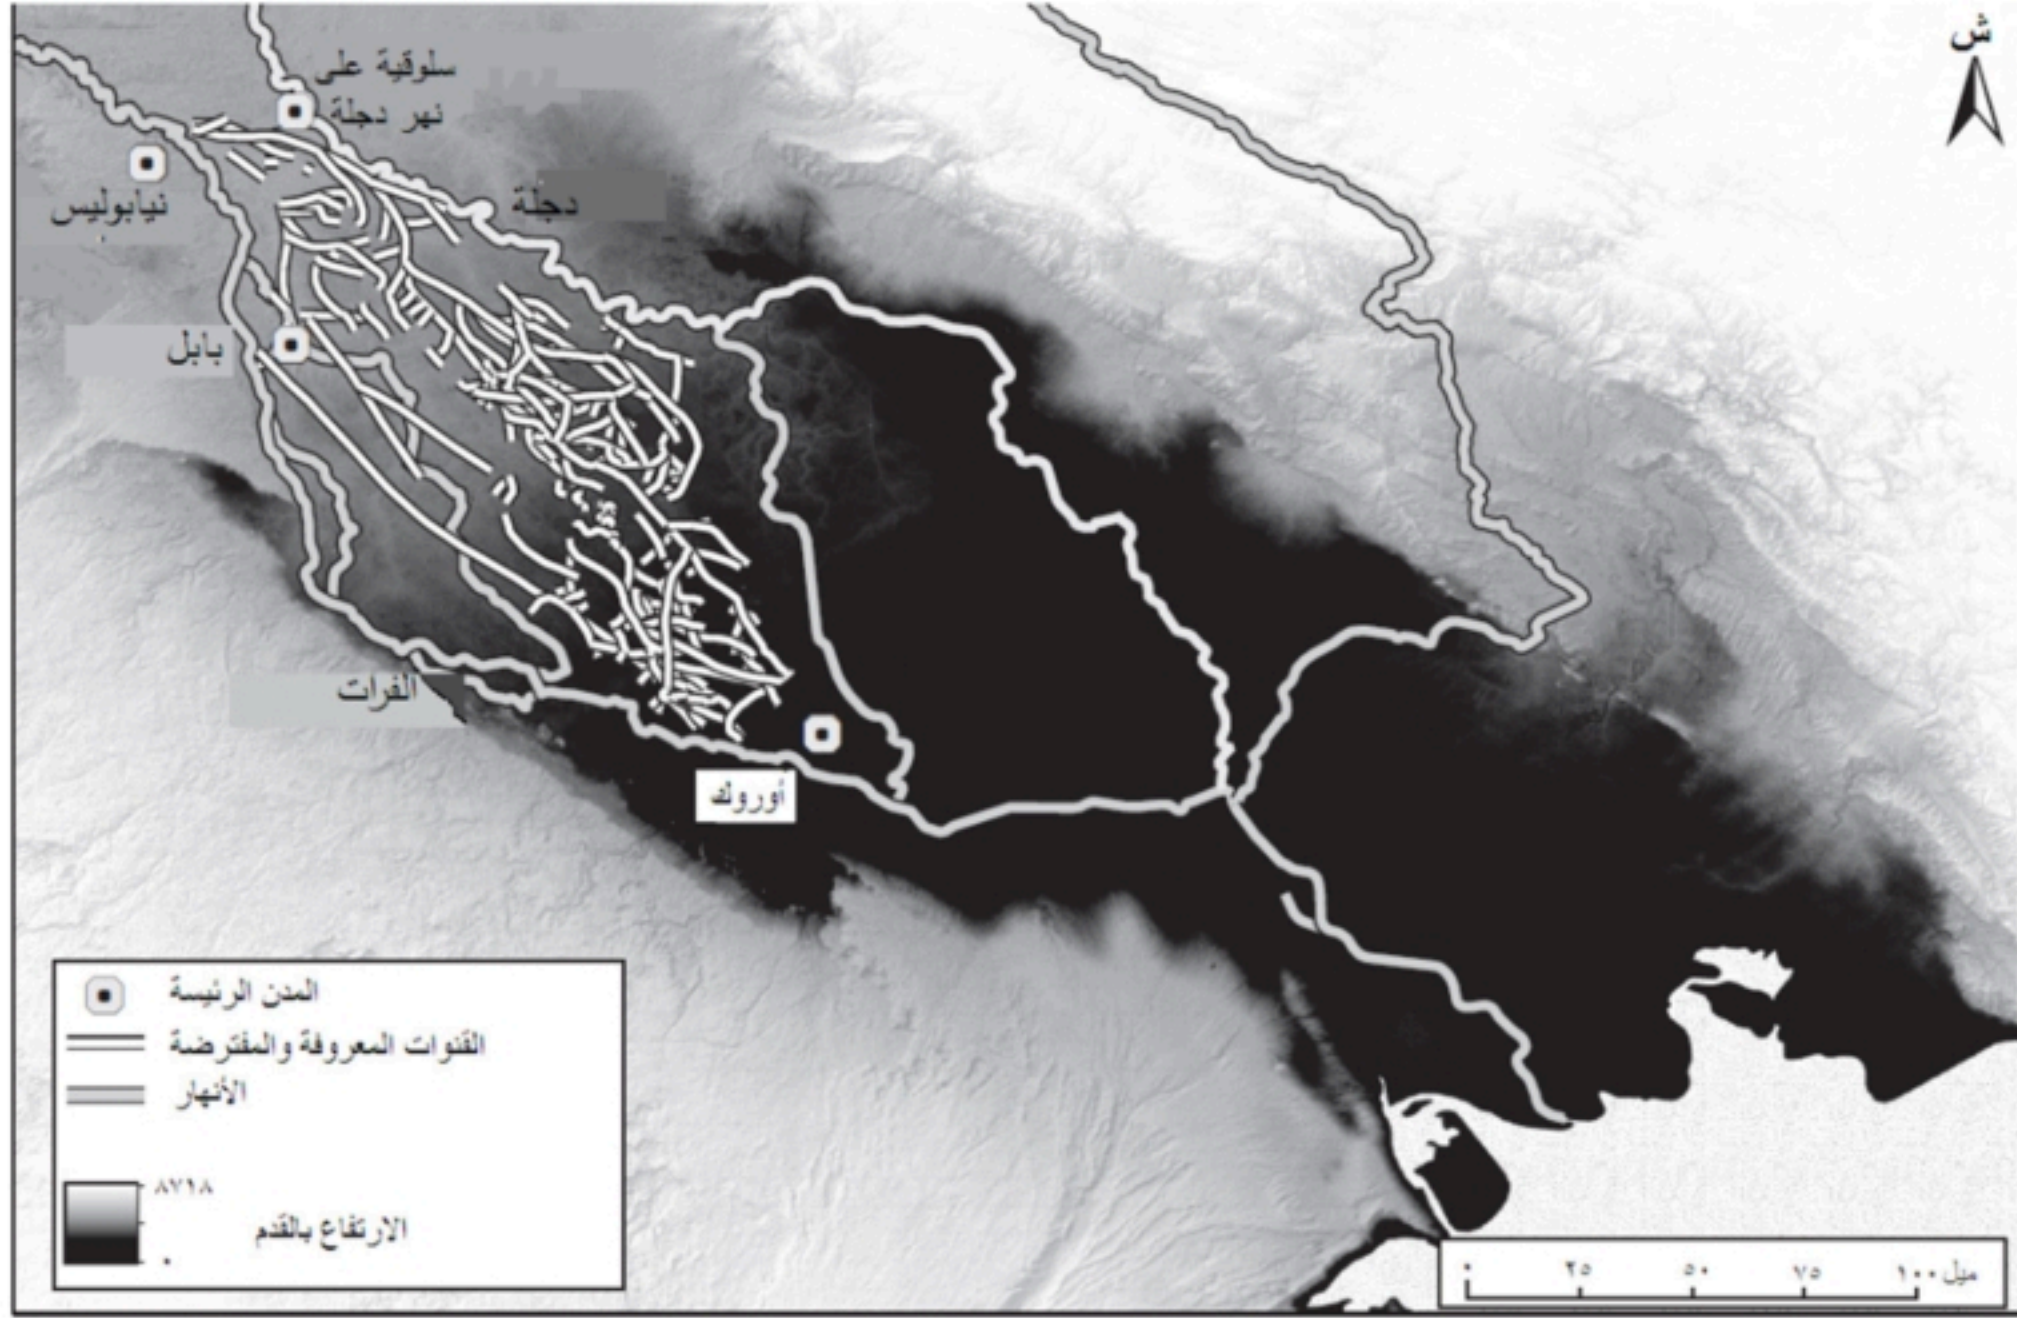 ش
سلوقية على
نهر دجلة
نيابوليس
دجلة
بابل
الفرات
أوروك
المدن الرئيسة
القنوات المعروفة والمفترضة
الأنهار
٨٧١٨
٠
الارتفاع بالقدم
٠ ٢٥ ٥٠ ٧٥ ١٠٠ ميل